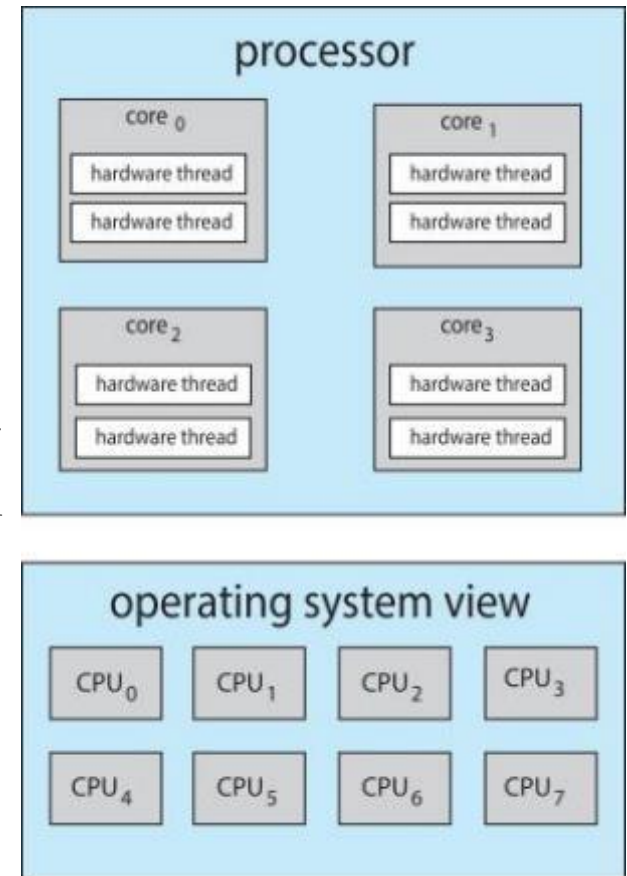 processor
core 0
hardware thread
hardware thread
core 1
hardware thread
hardware thread
core 2
hardware thread
hardware thread
core 3
hardware thread
hardware thread
operating system view
CPU0 CPU1 CPU2 CPU3
CPU4 CPU5 CPU6 CPU7